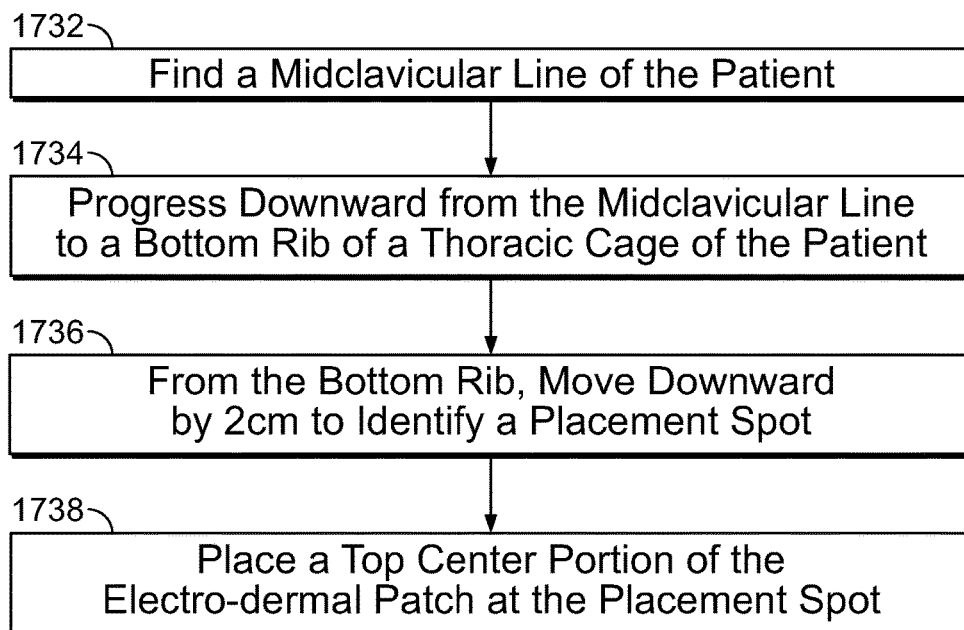 1732
Find a Midclavicular Line of the Patient
1734
Progress Downward from the Midclavicular Line
to a Bottom Rib of a Thoracic Cage of the Patient
1736
From the Bottom Rib, Move Downward
by 2cm to Identify a Placement Spot
1738
Place a Top Center Portion of the
Electro-dermal Patch at the Placement Spot